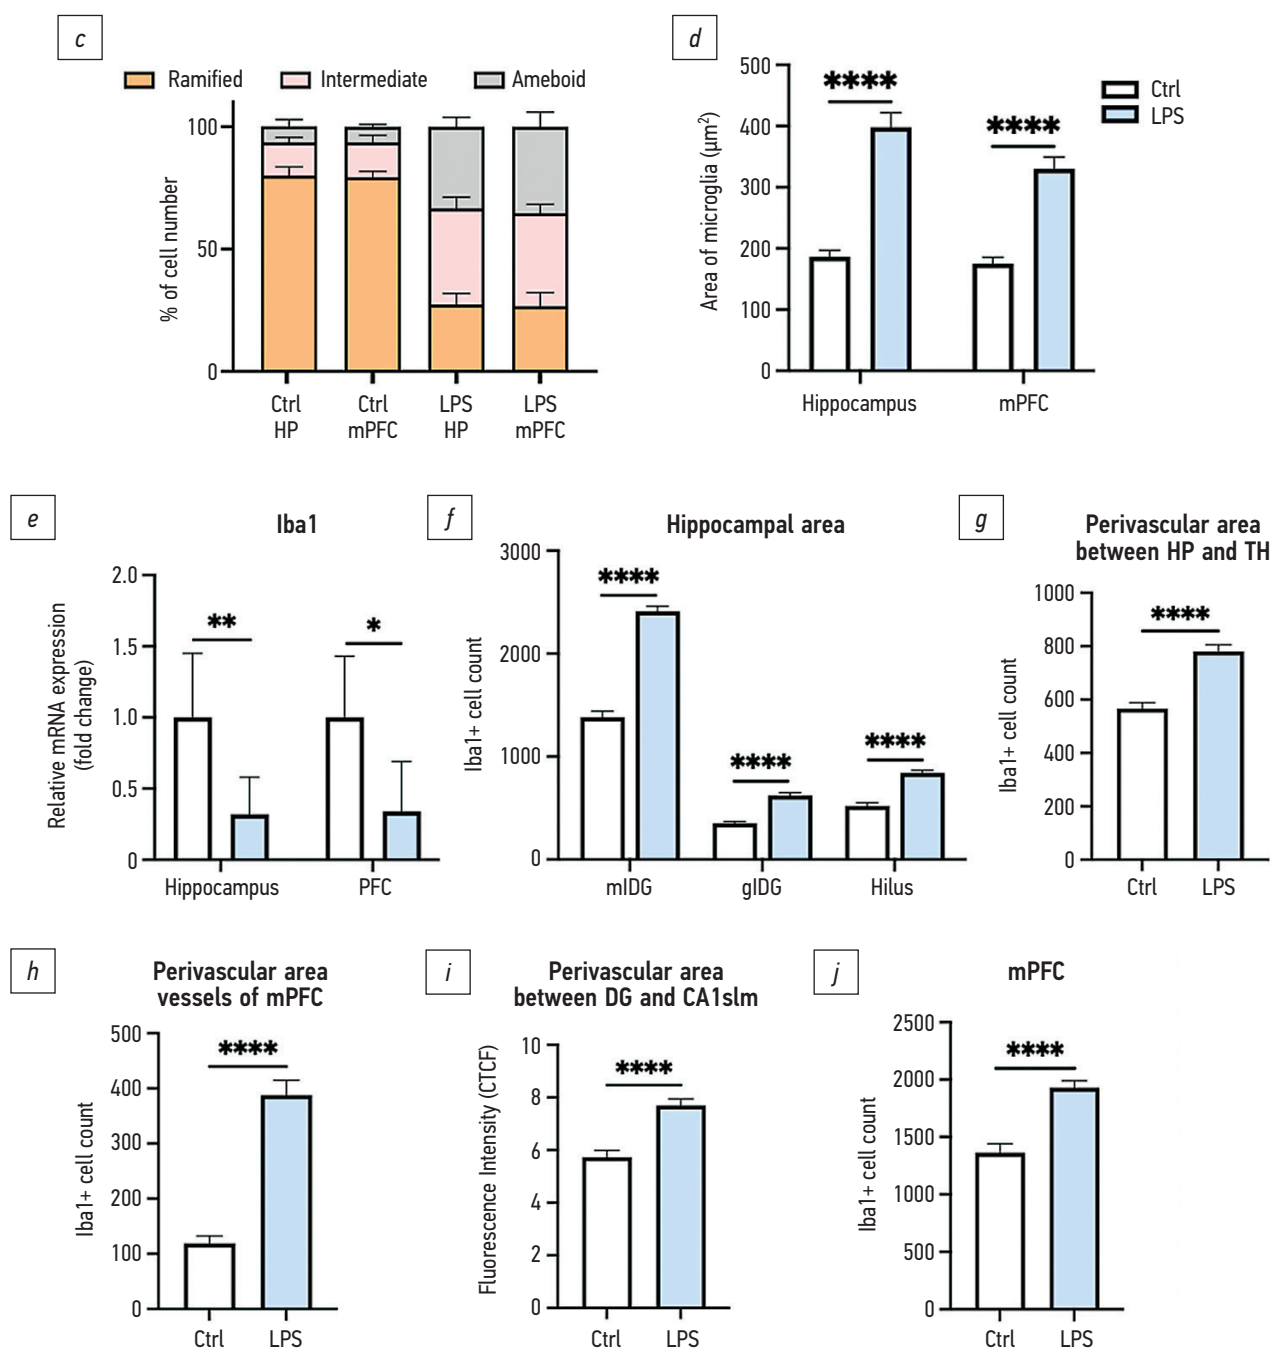 c
Ramified Intermediate Ameboid
% of cell number
100
50
0
Ctrl HP
Ctrl mPFC
LPS HP
LPS mPFC
d
Area of microglia (µm²)
500
400
300
200
100
0
**** ****
Ctrl
LPS
Hippocampus mPFC
e
Iba1
Relative mRNA expression
(fold change)
2.0
1.5
1.0
0.5
0
** *
Hippocampus PFC
f
Hippocampal area
Iba1+ cell count
3000
2000
1000
0
**** **** ****
mlDG glDG Hilus
g
Perivascular area
between HP and TH
Iba1+ cell count
1000
800
600
400
200
0
****
Ctrl LPS
h
Perivascular area
vessels of mPFC
Iba1+ cell count
500
400
300
200
100
0
****
Ctrl LPS
i
Perivascular area
between DG and CA1slm
Fluorescence Intensity (CTCF)
10
8
6
4
2
0
****
Ctrl LPS
j
mPFC
Iba1+ cell count
2500
2000
1500
1000
500
0
****
Ctrl LPS